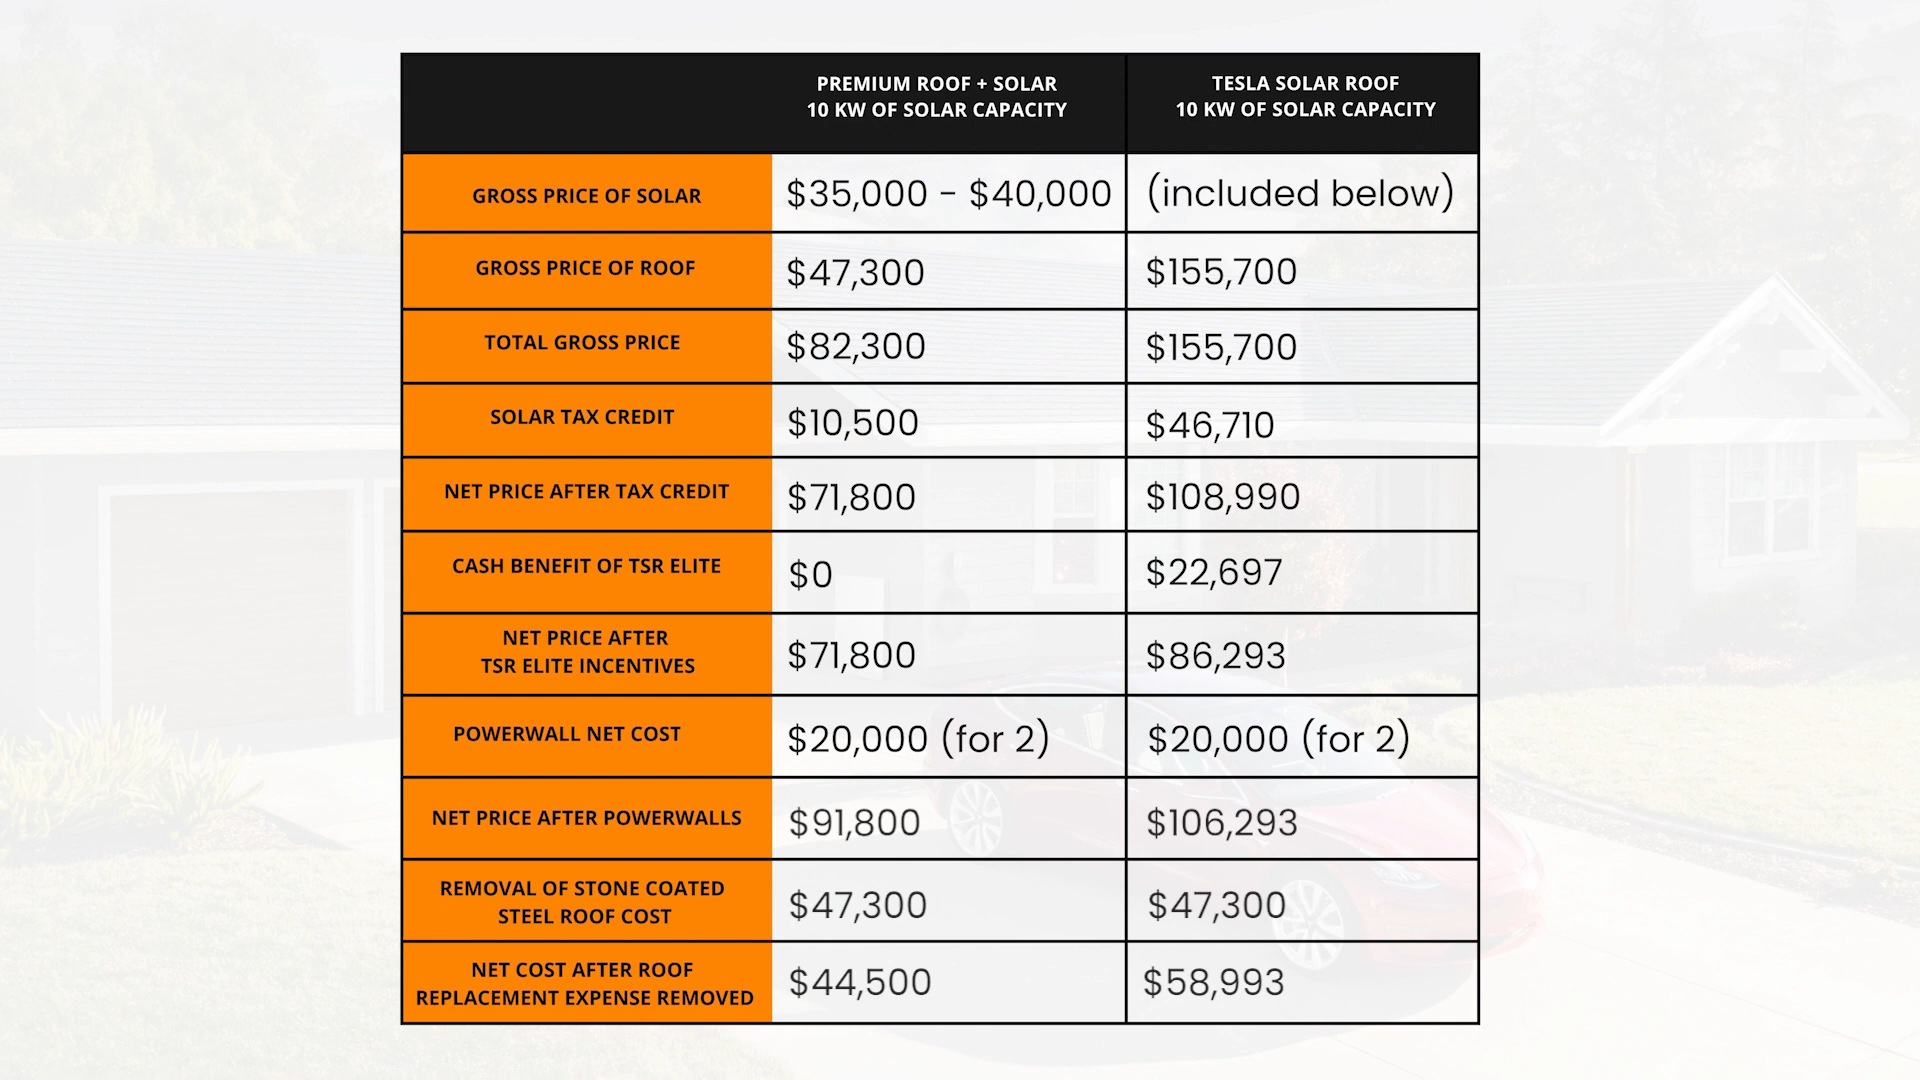 PREMIUM ROOF + SOLAR
10 KW OF SOLAR CAPACITY
TESLA SOLAR ROOF
10 KW OF SOLAR CAPACITY
GROSS PRICE OF SOLAR
$35,000 - $40,000
(included below)
GROSS PRICE OF ROOF
$47,300
$155,700
TOTAL GROSS PRICE
$82,300
$155,700
SOLAR TAX CREDIT
$10,500
$46,710
NET PRICE AFTER TAX CREDIT
$71,800
$108,990
CASH BENEFIT OF TSR ELITE
$0
$22,697
NET PRICE AFTER
TSR ELITE INCENTIVES
$71,800
$86,293
POWERWALL NET COST
$20,000 (for 2)
$20,000 (for 2)
NET PRICE AFTER POWERWALLS
$91,800
$106,293
REMOVAL OF STONE COATED
STEEL ROOF COST
$47,300
$47,300
NET COST AFTER ROOF
REPLACEMENT EXPENSE REMOVED
$44,500
$58,993